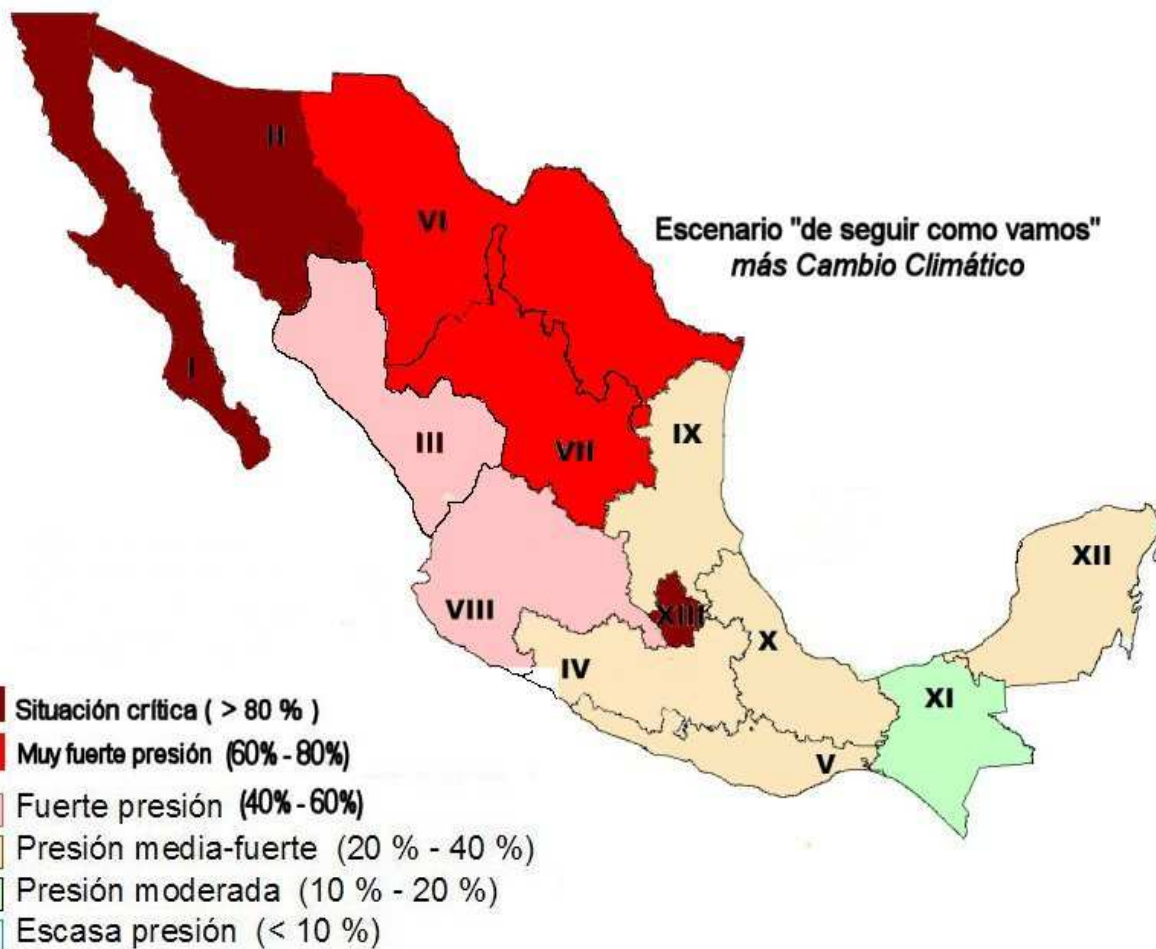 II
VI
Escenario "de seguir como vamos"
más Cambio Climático
I
III
VII
IX
XII
VIII
XIII
X
IV
XI
V
Situación crítica ( > 80 % )
Muy fuerte presión (60% - 80%)
Fuerte presión (40% - 60%)
Presión media-fuerte (20 % - 40 %)
Presión moderada (10 % - 20 %)
Escasa presión (< 10 %)